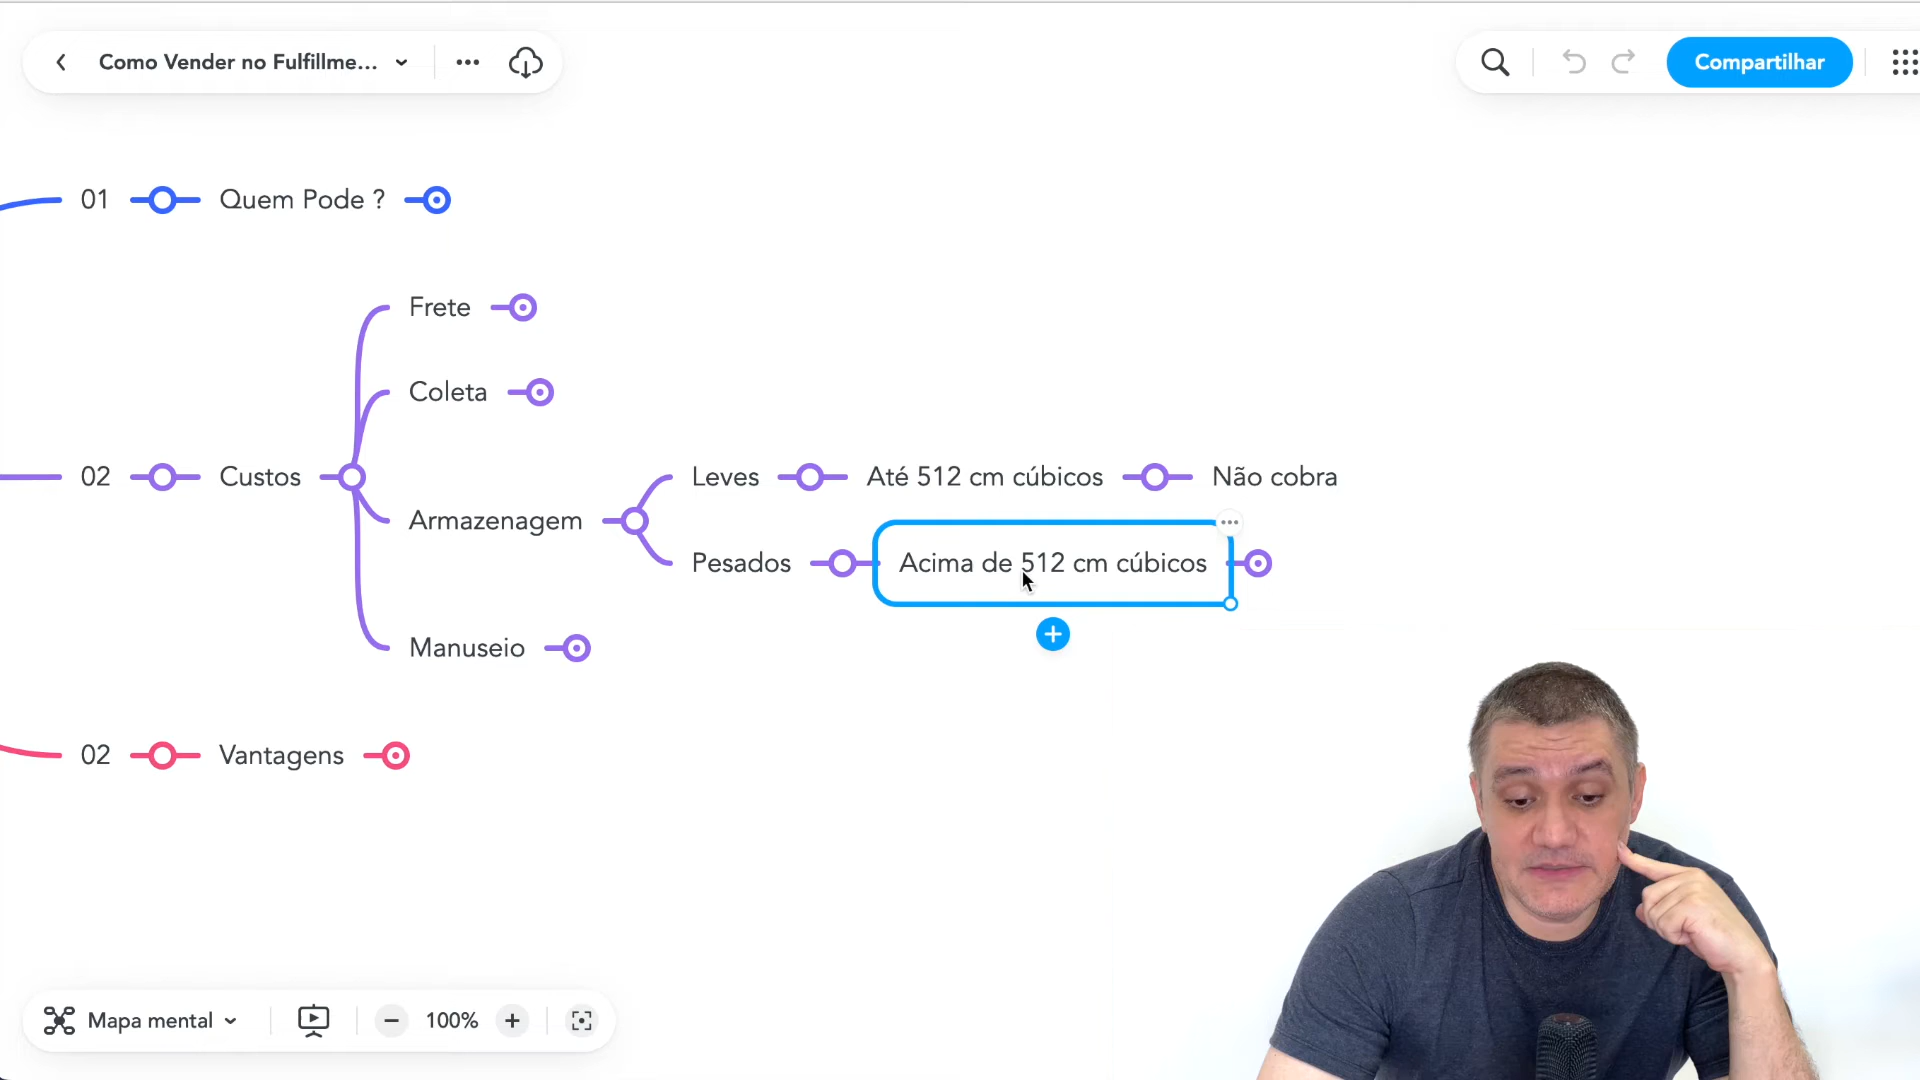 Como Vender no Fulfillme...
Compartilhar
01 Quem Pode ?
Frete
Coleta
02 Custos
Armazenagem
Leves Até 512 cm cúbicos Não cobra
Pesados Acima de 512 cm cúbicos
Manuseio
02 Vantagens
Mapa mental 100%